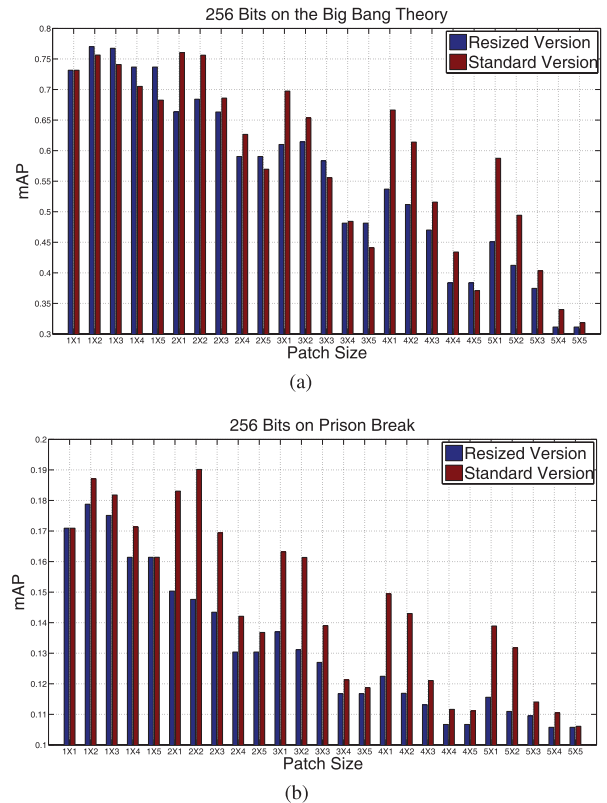 256 Bits on the Big Bang Theory
Resized Version
Standard Version
0.8
0.75
0.7
0.65
0.6
0.55
0.5
0.45
0.4
0.35
0.3
mAP
1X1 1X2 1X3 1X4 1X5 2X1 2X2 2X3 2X4 2X5 3X1 3X2 3X3 3X4 3X5 4X1 4X2 4X3 4X4 4X5 5X1 5X2 5X3 5X4 5X5
Patch Size
(a)
256 Bits on Prison Break
Resized Version
Standard Version
0.2
0.19
0.18
0.17
0.16
0.15
0.14
0.13
0.12
0.11
0.1
mAP
1X1 1X2 1X3 1X4 1X5 2X1 2X2 2X3 2X4 2X5 3X1 3X2 3X3 3X4 3X5 4X1 4X2 4X3 4X4 4X5 5X1 5X2 5X3 5X4 5X5
Patch Size
(b)